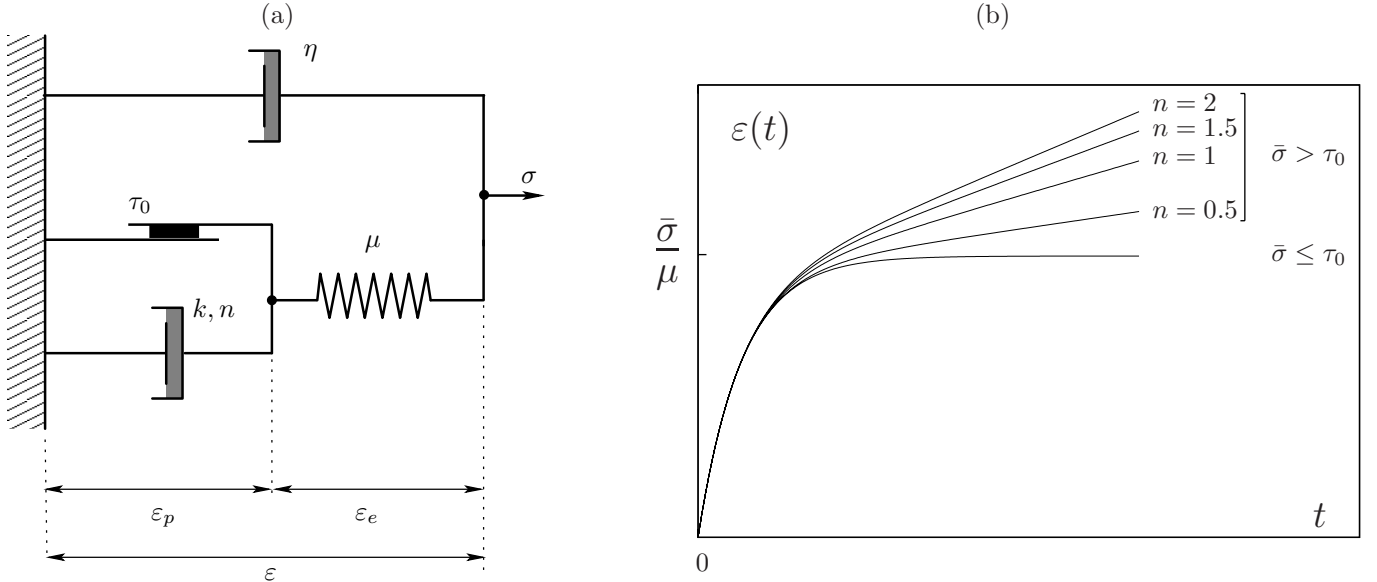 (a)
η
σ
τ₀
μ
k, n
εₚ
εₑ
ε
(b)
ε(t)
n = 2
n = 1.5
n = 1
n = 0.5
σ̄ > τ₀
σ̄ ≤ τ₀
σ̄
μ
t
0